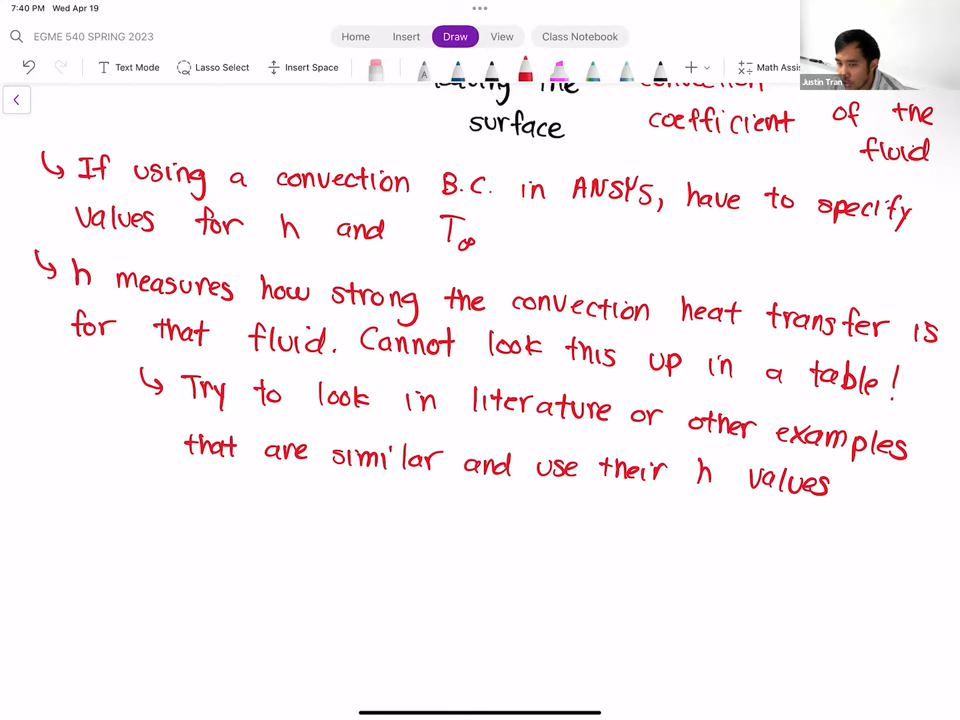 7:40 PM Wed Apr 19
EGME 540 SPRING 2023
Home Insert Draw View Class Notebook
Text Mode Lasso Select Insert Space A Math Assis
Justin Tran
the
surface
convection
coefficient of the
fluid
↳ If using a convection B.C. in ANSYS, have to specify
values for h and T∞
↳ h measures how strong the convection heat transfer is
for that fluid. Cannot look this up in a table!
↳ Try to look in literature or other examples
that are similar and use their h values